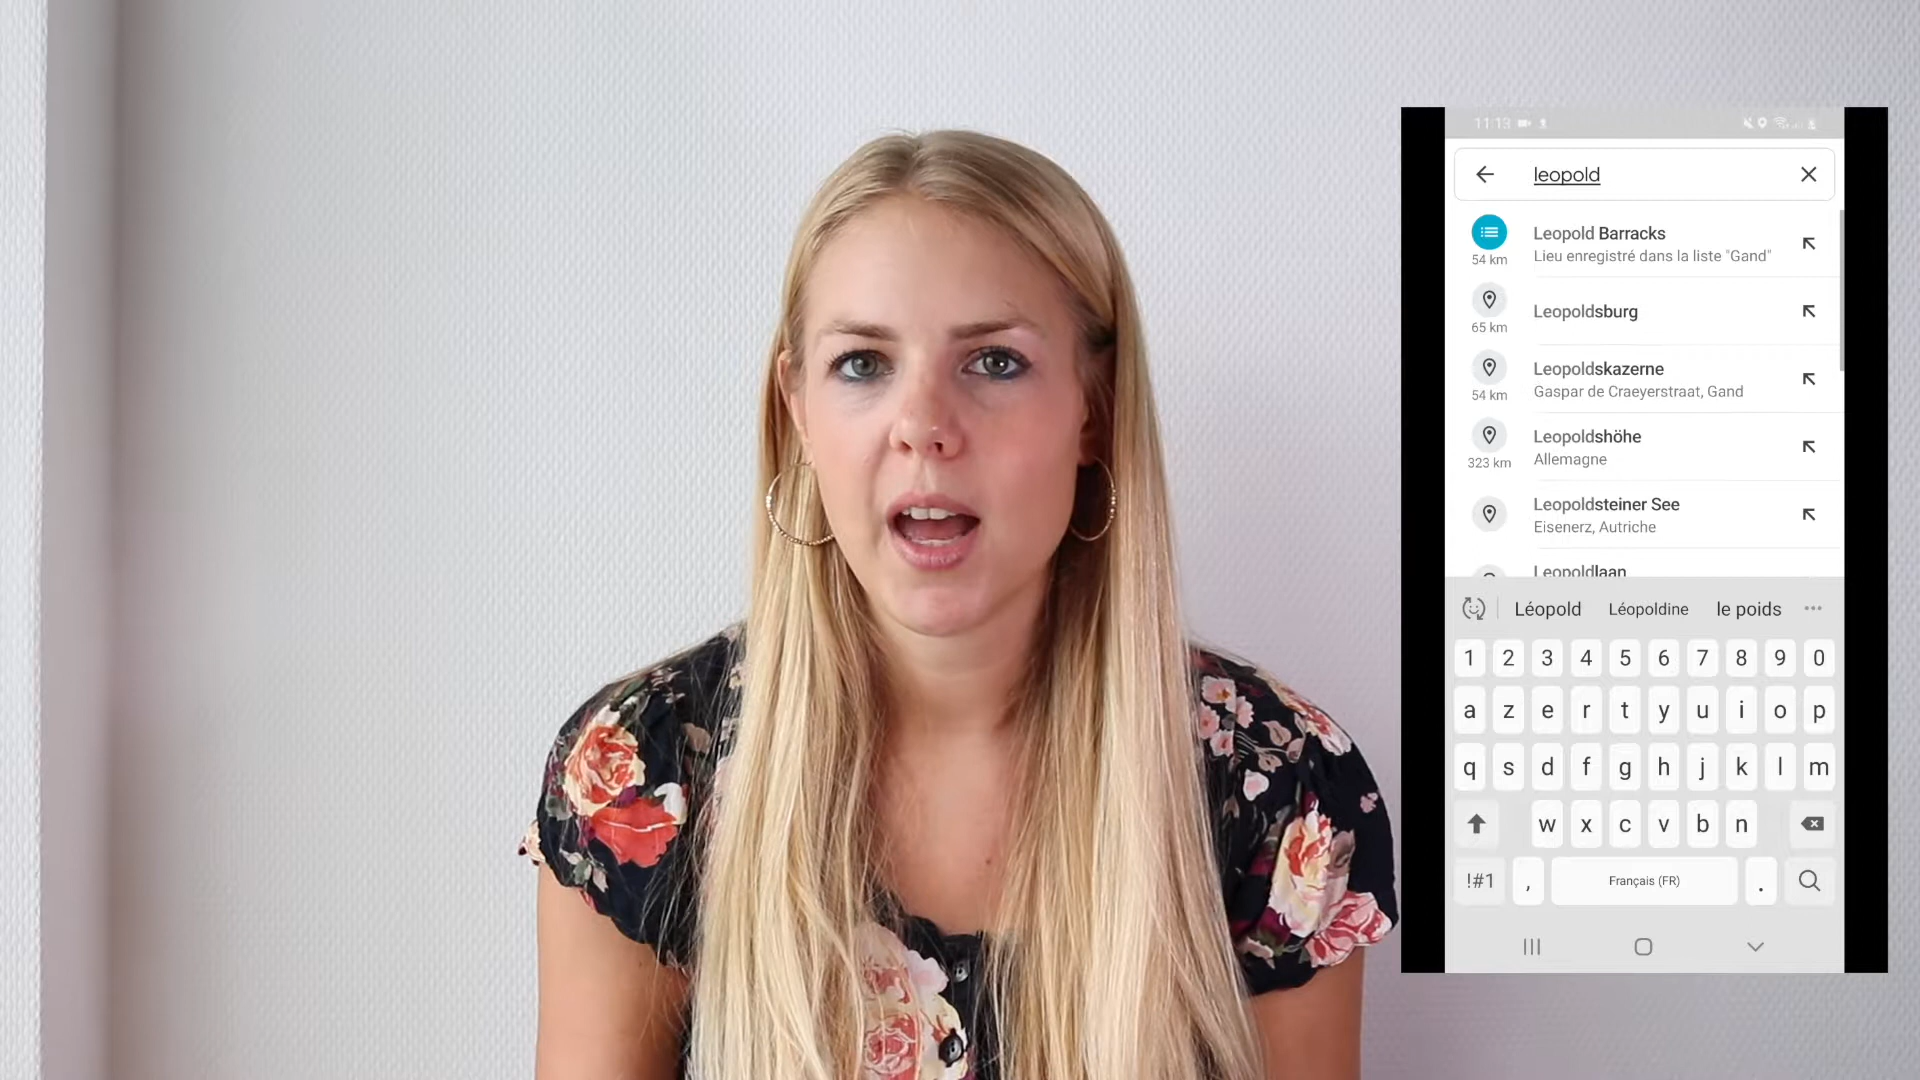 11:13
leopold
Leopold Barracks
Lieu enregistré dans la liste "Gand"
54 km
Leopoldsburg
65 km
Leopoldskazerne
Gaspar de Craeyerstraat, Gand
54 km
Leopoldshöhe
Allemagne
323 km
Leopoldsteiner See
Eisenerz, Autriche
Leopoldlaan
Léopold Léopoldine le poids ...
1 2 3 4 5 6 7 8 9 0
a z e r t y u i o p
q s d f g h j k l m
w x c v b n
!#1 , Français (FR) .